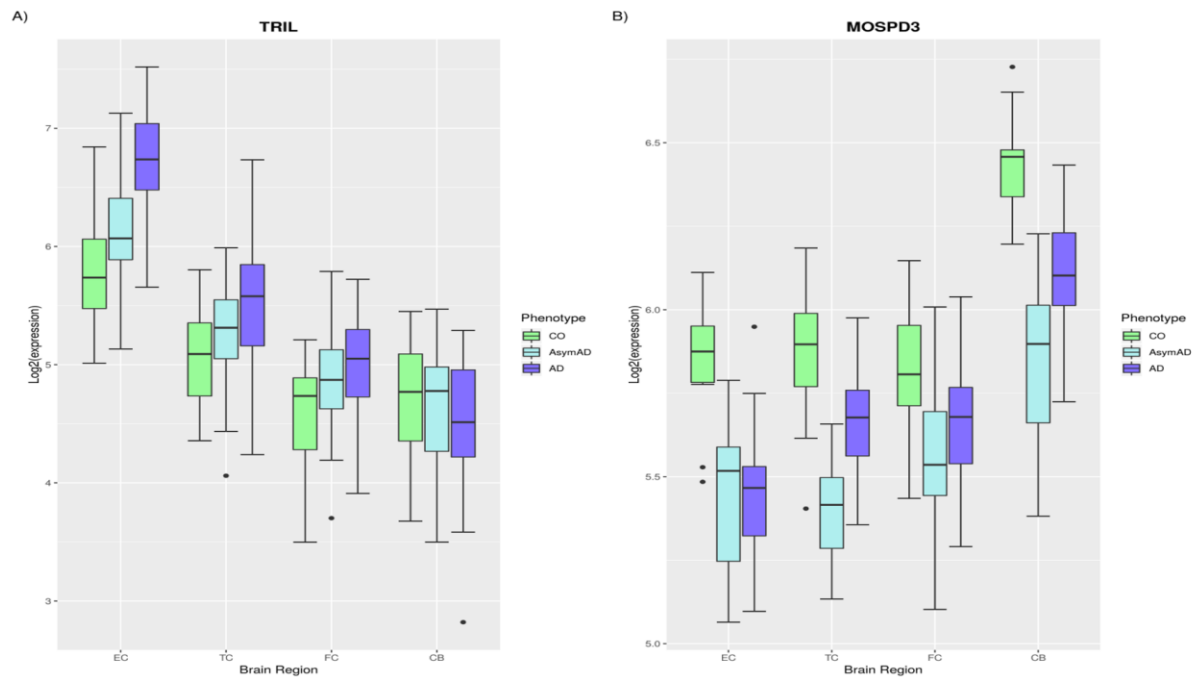 A)
TRIL
Log2(expression)
7
6
5
4
3
EC TC FC CB
Brain Region
Phenotype
CO
AsymAD
AD
B)
MOSPD3
Log2(expression)
6.5
6.0
5.5
5.0
EC TC FC CB
Brain Region
Phenotype
CO
AsymAD
AD